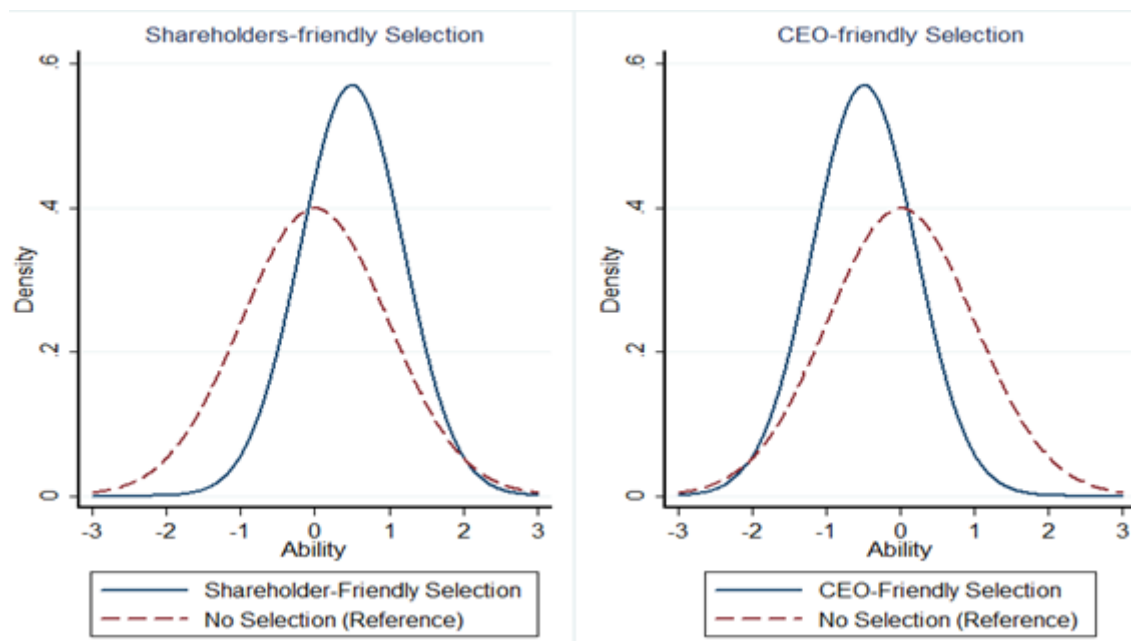 Shareholders-friendly Selection
.6
.4
.2
0
Density
-3 -2 -1 0 1 2 3
Ability
Shareholder-Friendly Selection
No Selection (Reference)
CEO-friendly Selection
.6
.4
.2
0
Density
-3 -2 -1 0 1 2 3
Ability
CEO-Friendly Selection
No Selection (Reference)